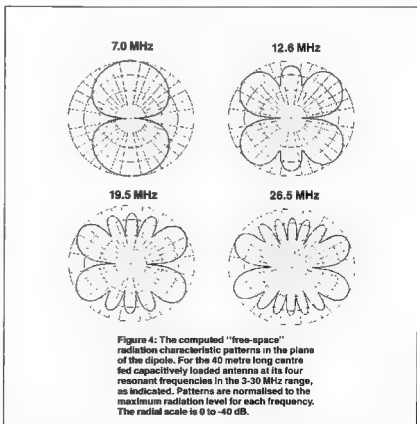 7.0 MHz
12.6 MHz
19.5 MHz
26.5 MHz
Figure 4: The computed "free-space"
radiation characteristic patterns in the plane
of the dipole. For the 40 metre long centre
fed capacitively loaded antenna at its four
resonant frequencies in the 3-30 MHz range,
as indicated. Patterns are normalised to the
maximum radiation level for each frequency.
The radial scale is 0 to -40 dB.